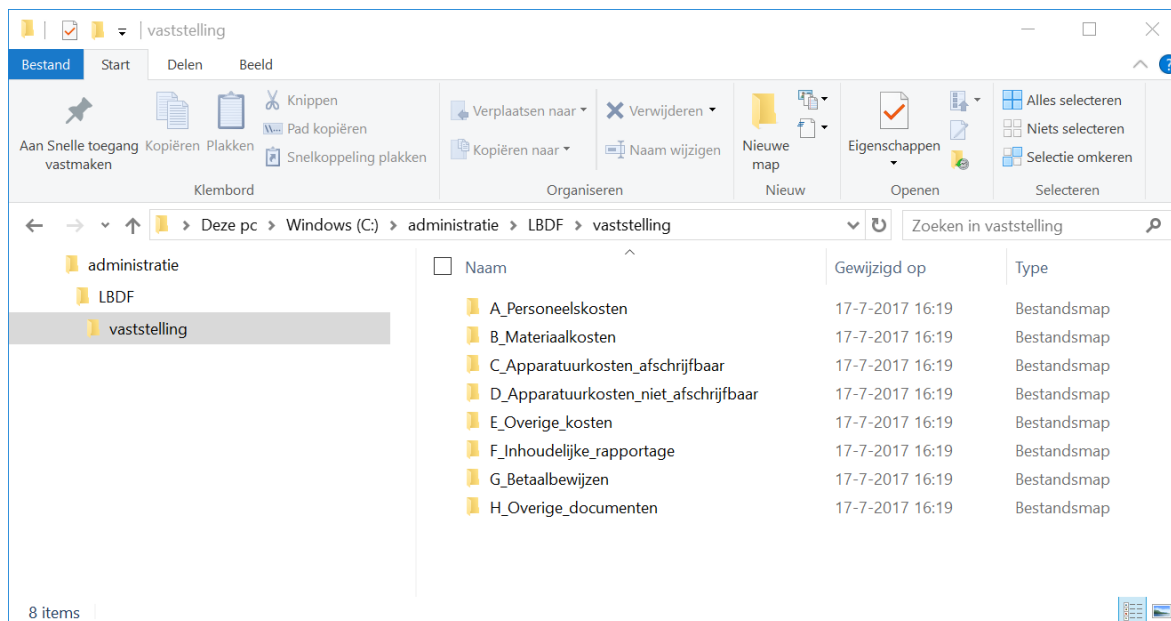 vaststelling
Bestand Start Delen Beeld
Aan Snelle toegang vastmaken
Kopiëren
Plakken
Knippen
Pad kopiëren
Snelkoppeling plakken
Klembord
Verplaatsen naar
Kopiëren naar
Verwijderen
Naam wijzigen
Organiseren
Nieuwe map
Nieuw
Eigenschappen
Openen
Alles selecteren
Niets selecteren
Selectie omkeren
Selecteren
Deze pc > Windows (C:) > administratie > LBDF > vaststelling
Zoeken in vaststelling
administratie
LBDF
vaststelling
Naam Gewijzigd op Type
A_Personeelskosten 17-7-2017 16:19 Bestandsmap
B_Materiaalkosten 17-7-2017 16:19 Bestandsmap
C_Apparatuurkosten_afschrijfbaar 17-7-2017 16:19 Bestandsmap
D_Apparatuurkosten_niet_afschrijfbaar 17-7-2017 16:19 Bestandsmap
E_Overige_kosten 17-7-2017 16:19 Bestandsmap
F_Inhoudelijke_rapportage 17-7-2017 16:19 Bestandsmap
G_Betaalbewijzen 17-7-2017 16:19 Bestandsmap
H_Overige_documenten 17-7-2017 16:19 Bestandsmap
8 items